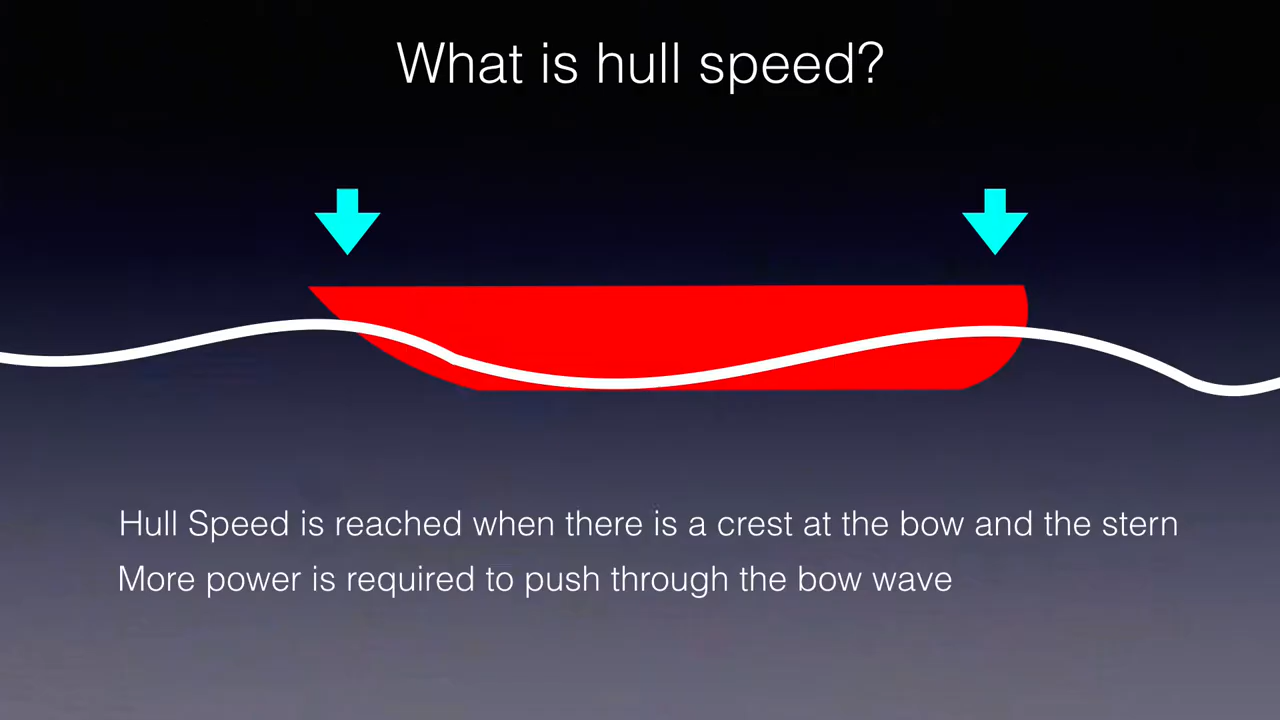 What is hull speed?
Hull Speed is reached when there is a crest at the bow and the stern
More power is required to push through the bow wave